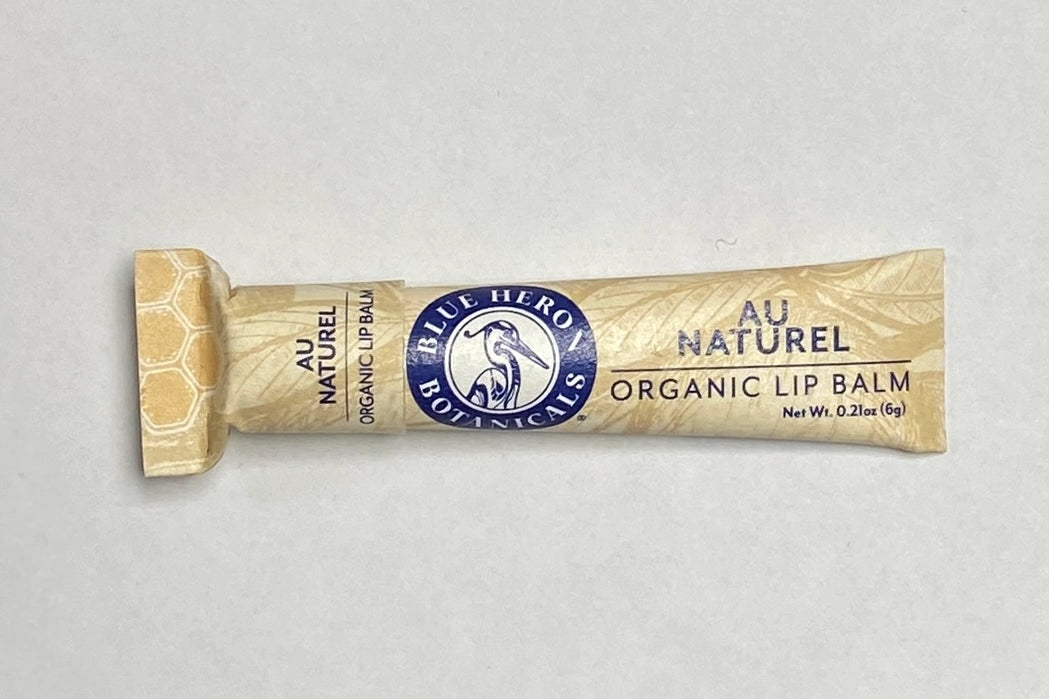 AU
NATUREL
ORGANIC LIP BALM
BLUE HERON
BOTANICALS
®
AU
NATUREL
ORGANIC LIP BALM
Net Wt. 0.21oz (6g)